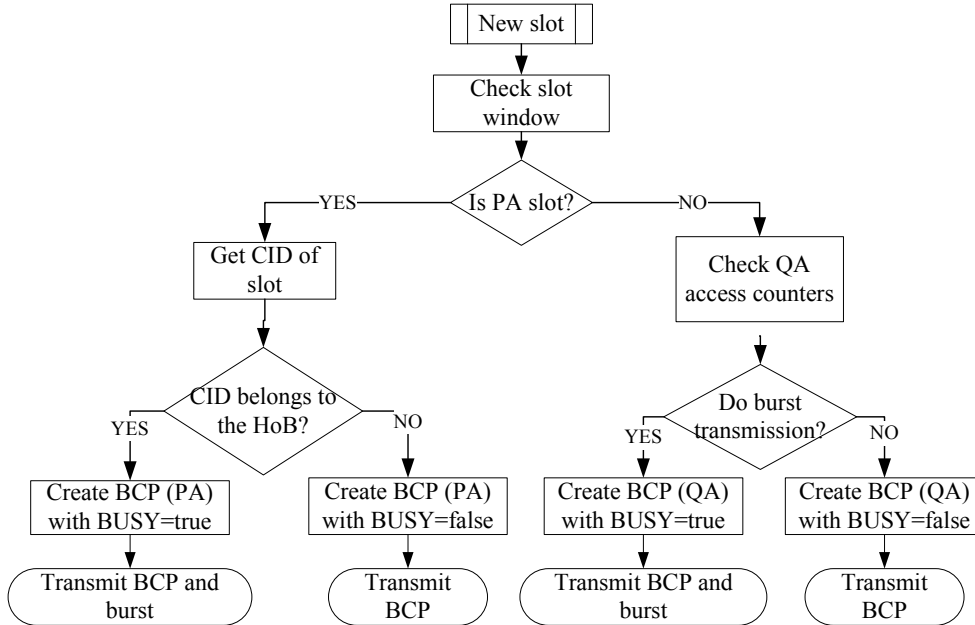 New slot
Check slot
window
Is PA slot?
YES
NO
Get CID of
slot
Check QA
access counters
CID belongs to
the HoB?
YES
NO
Do burst
transmission?
YES
NO
Create BCP (PA)
with BUSY=true
Create BCP (PA)
with BUSY=false
Create BCP (QA)
with BUSY=true
Create BCP (QA)
with BUSY=false
Transmit BCP and
burst
Transmit
BCP
Transmit BCP and
burst
Transmit
BCP